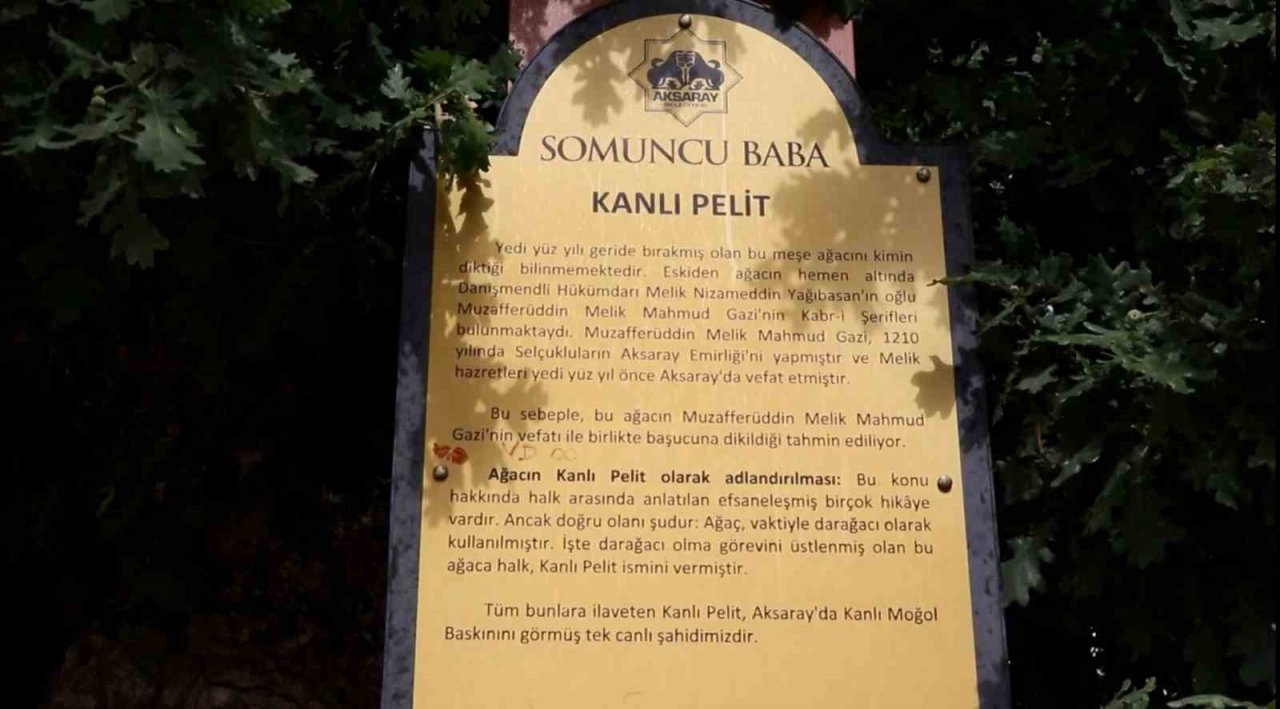 AKSARAY
BELEDİYESİ
SOMUNCU BABA
KANLI PELİT
Yedi yüz yılı geride bırakmış olan bu meşe ağacını kimin
diktiği bilinmemektedir. Eskiden ağacın hemen altında
Danişmendli Hükümdarı Melik Nizameddin Yağıbasan'ın oğlu
Muzafferüddin Melik Mahmud Gazi'nin Kabr-i Şerifleri
bulunmaktaydı. Muzafferüddin Melik Mahmud Gazi, 1210
yılında Selçukluların Aksaray Emirliği'ni yapmıştır ve Melik
hazretleri yedi yüz yıl önce Aksaray'da vefat etmiştir.
Bu sebeple, bu ağacın Muzafferüddin Melik Mahmud
Gazi'nin vefatı ile birlikte başucuna dikildiği tahmin ediliyor.
Ağacın Kanlı Pelit olarak adlandırılması: Bu konu
hakkında halk arasında anlatılan efsaneleşmiş birçok hikâye
vardır. Ancak doğru olanı şudur: Ağaç, vaktiyle darağacı olarak
kullanılmıştır. İşte darağacı olma görevini üstlenmiş olan bu
ağaca halk, Kanlı Pelit ismini vermiştir.
Tüm bunlara ilaveten Kanlı Pelit, Aksaray'da Kanlı Moğol
Baskınını görmüş tek canlı şahidimizdir.